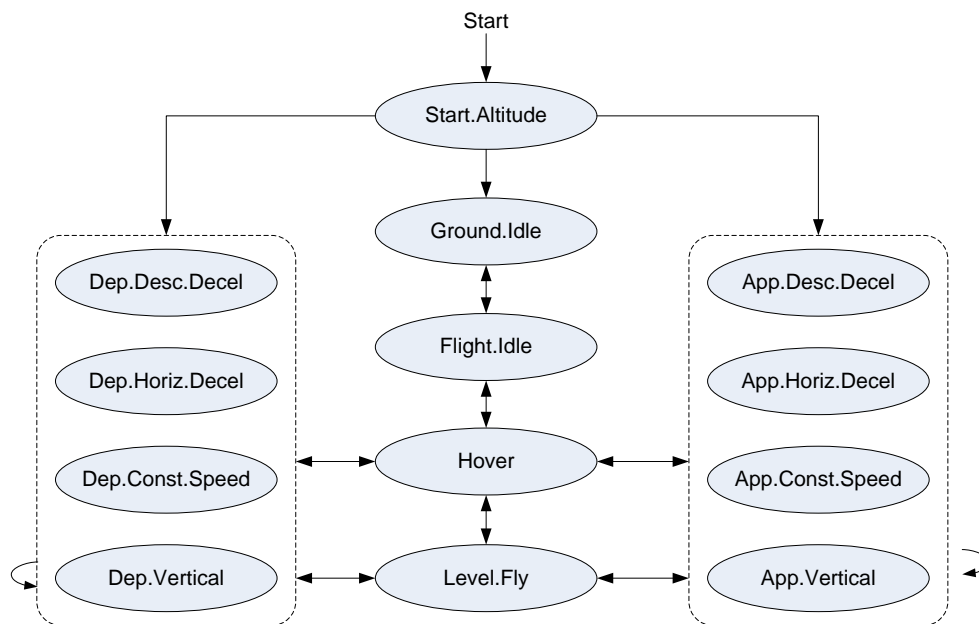 Start
Start.Altitude
Ground.Idle
Dep.Desc.Decel
App.Desc.Decel
Flight.Idle
Dep.Horiz.Decel
App.Horiz.Decel
Hover
Dep.Const.Speed
App.Const.Speed
Dep.Vertical
Level.Fly
App.Vertical